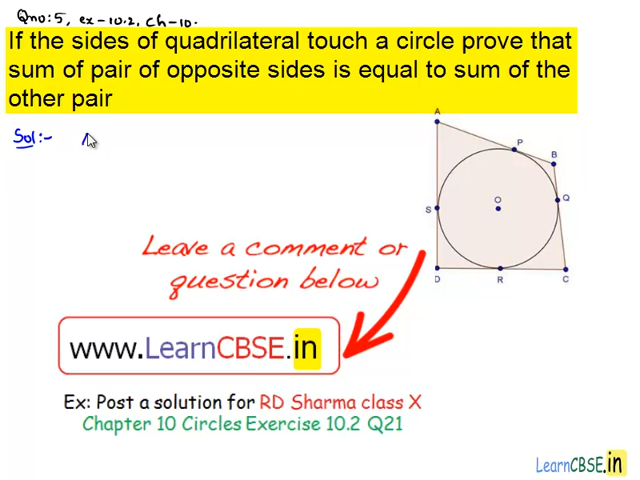 Qno:5, ex-10.2, ch-10.
If the sides of quadrilateral touch a circle prove that
sum of pair of opposite sides is equal to sum of the
other pair
Sol:-
A
P
B
Q
O
S
D
R
C
Leave a comment or
question below
www.LearnCBSE.in
Ex: Post a solution for RD Sharma class X
Chapter 10 Circles Exercise 10.2 Q21
LearnCBSE.in